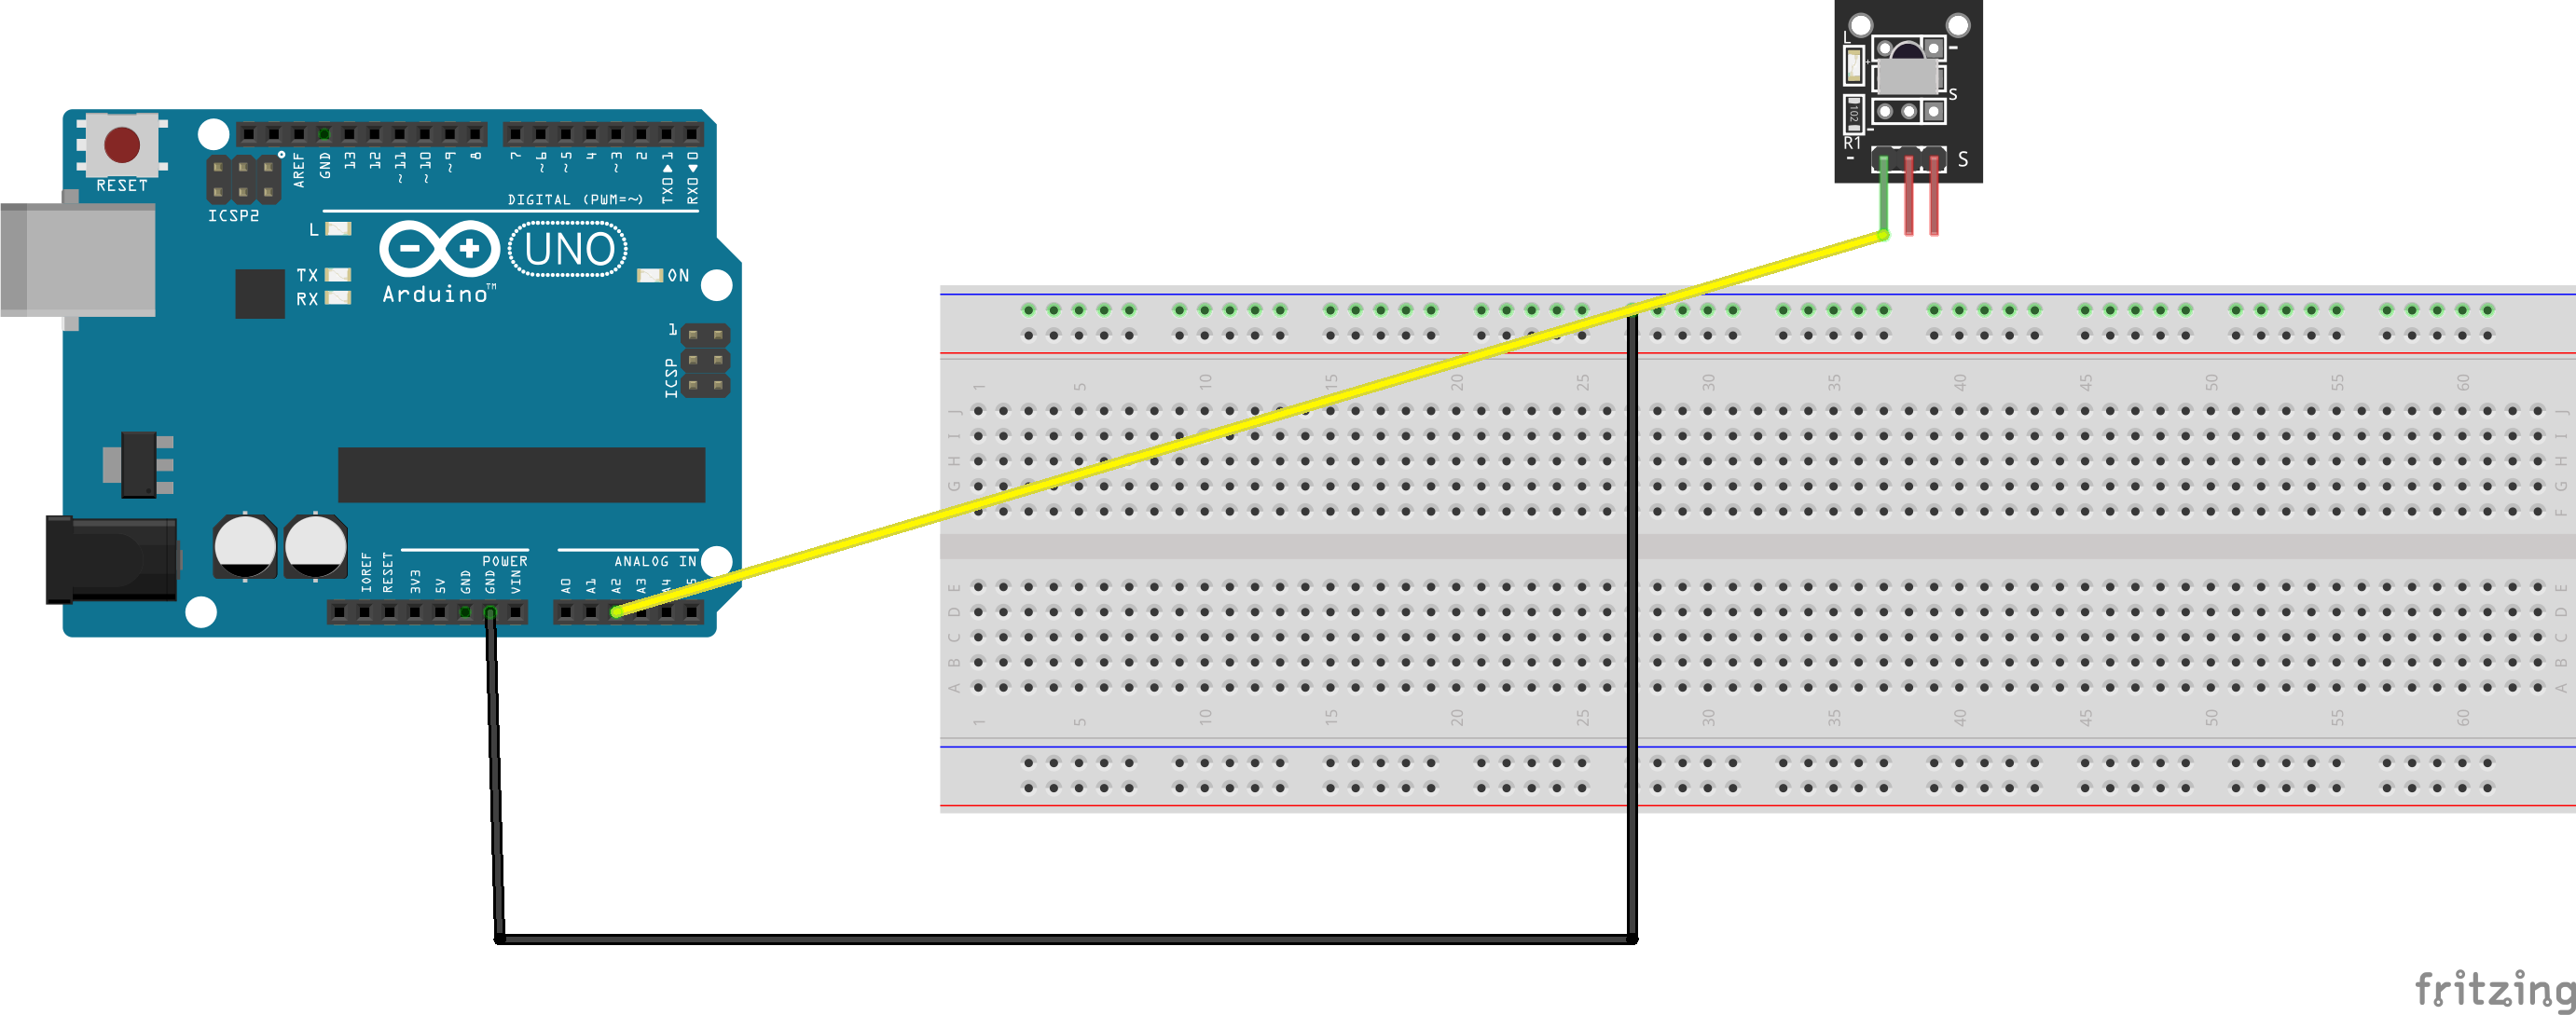 L
-
S
102
R1
-
S
RESET
ICSP2
AREF
GND
13
12
~11
~10
~9
8
7
~6
~5
4
~3
2
TX0▶1
RX0◀0
DIGITAL (PWM=~)
L
TX
RX
UNO
Arduino™
ON
1
ICSP
IOREF
RESET
3V3
5V
GND
GND
VIN
POWER
A0
A1
A2
A3
A4
ANALOG IN
1 5 10 15 20 25 30 35 40 45 50 55 60
J J
I I
H H
G G
F
E E
D D
C C
B B
A A
1 5 10 15 20 25 30 35 40 45 50 55 60
fritzing